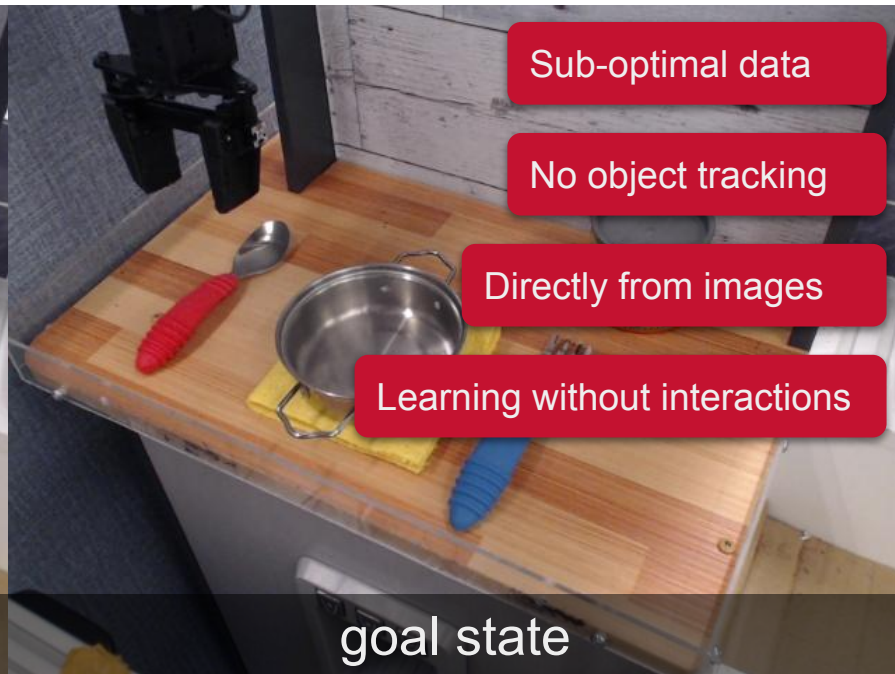 Sub-optimal data
No object tracking
Directly from images
Learning without interactions
goal state